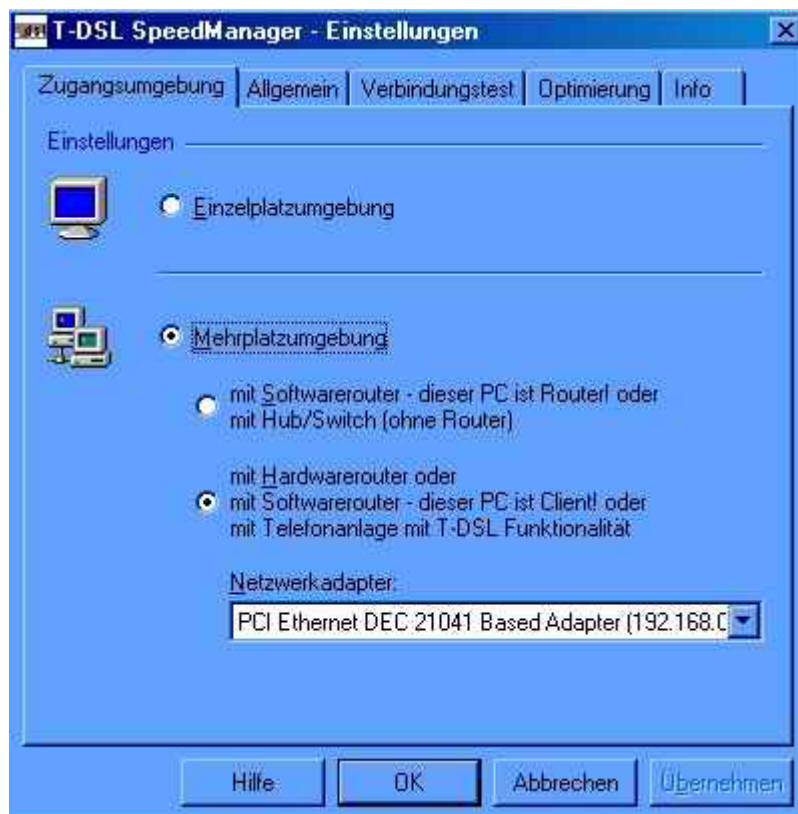 T-DSL SpeedManager - Einstellungen
Zugangsumgebung Allgemein Verbindungstest Optimierung Info
Einstellungen
Einzelplatzumgebung
Mehrplatzumgebung
mit Softwarerouter - dieser PC ist Router! oder
mit Hub/Switch (ohne Router)
mit Hardwarerouter oder
mit Softwarerouter - dieser PC ist Client! oder
mit Telefonanlage mit T-DSL Funktionalität
Netzwerkadapter:
PCI Ethernet DEC 21041 Based Adapter (192.168.0
Hilfe OK Abbrechen Übernehmen